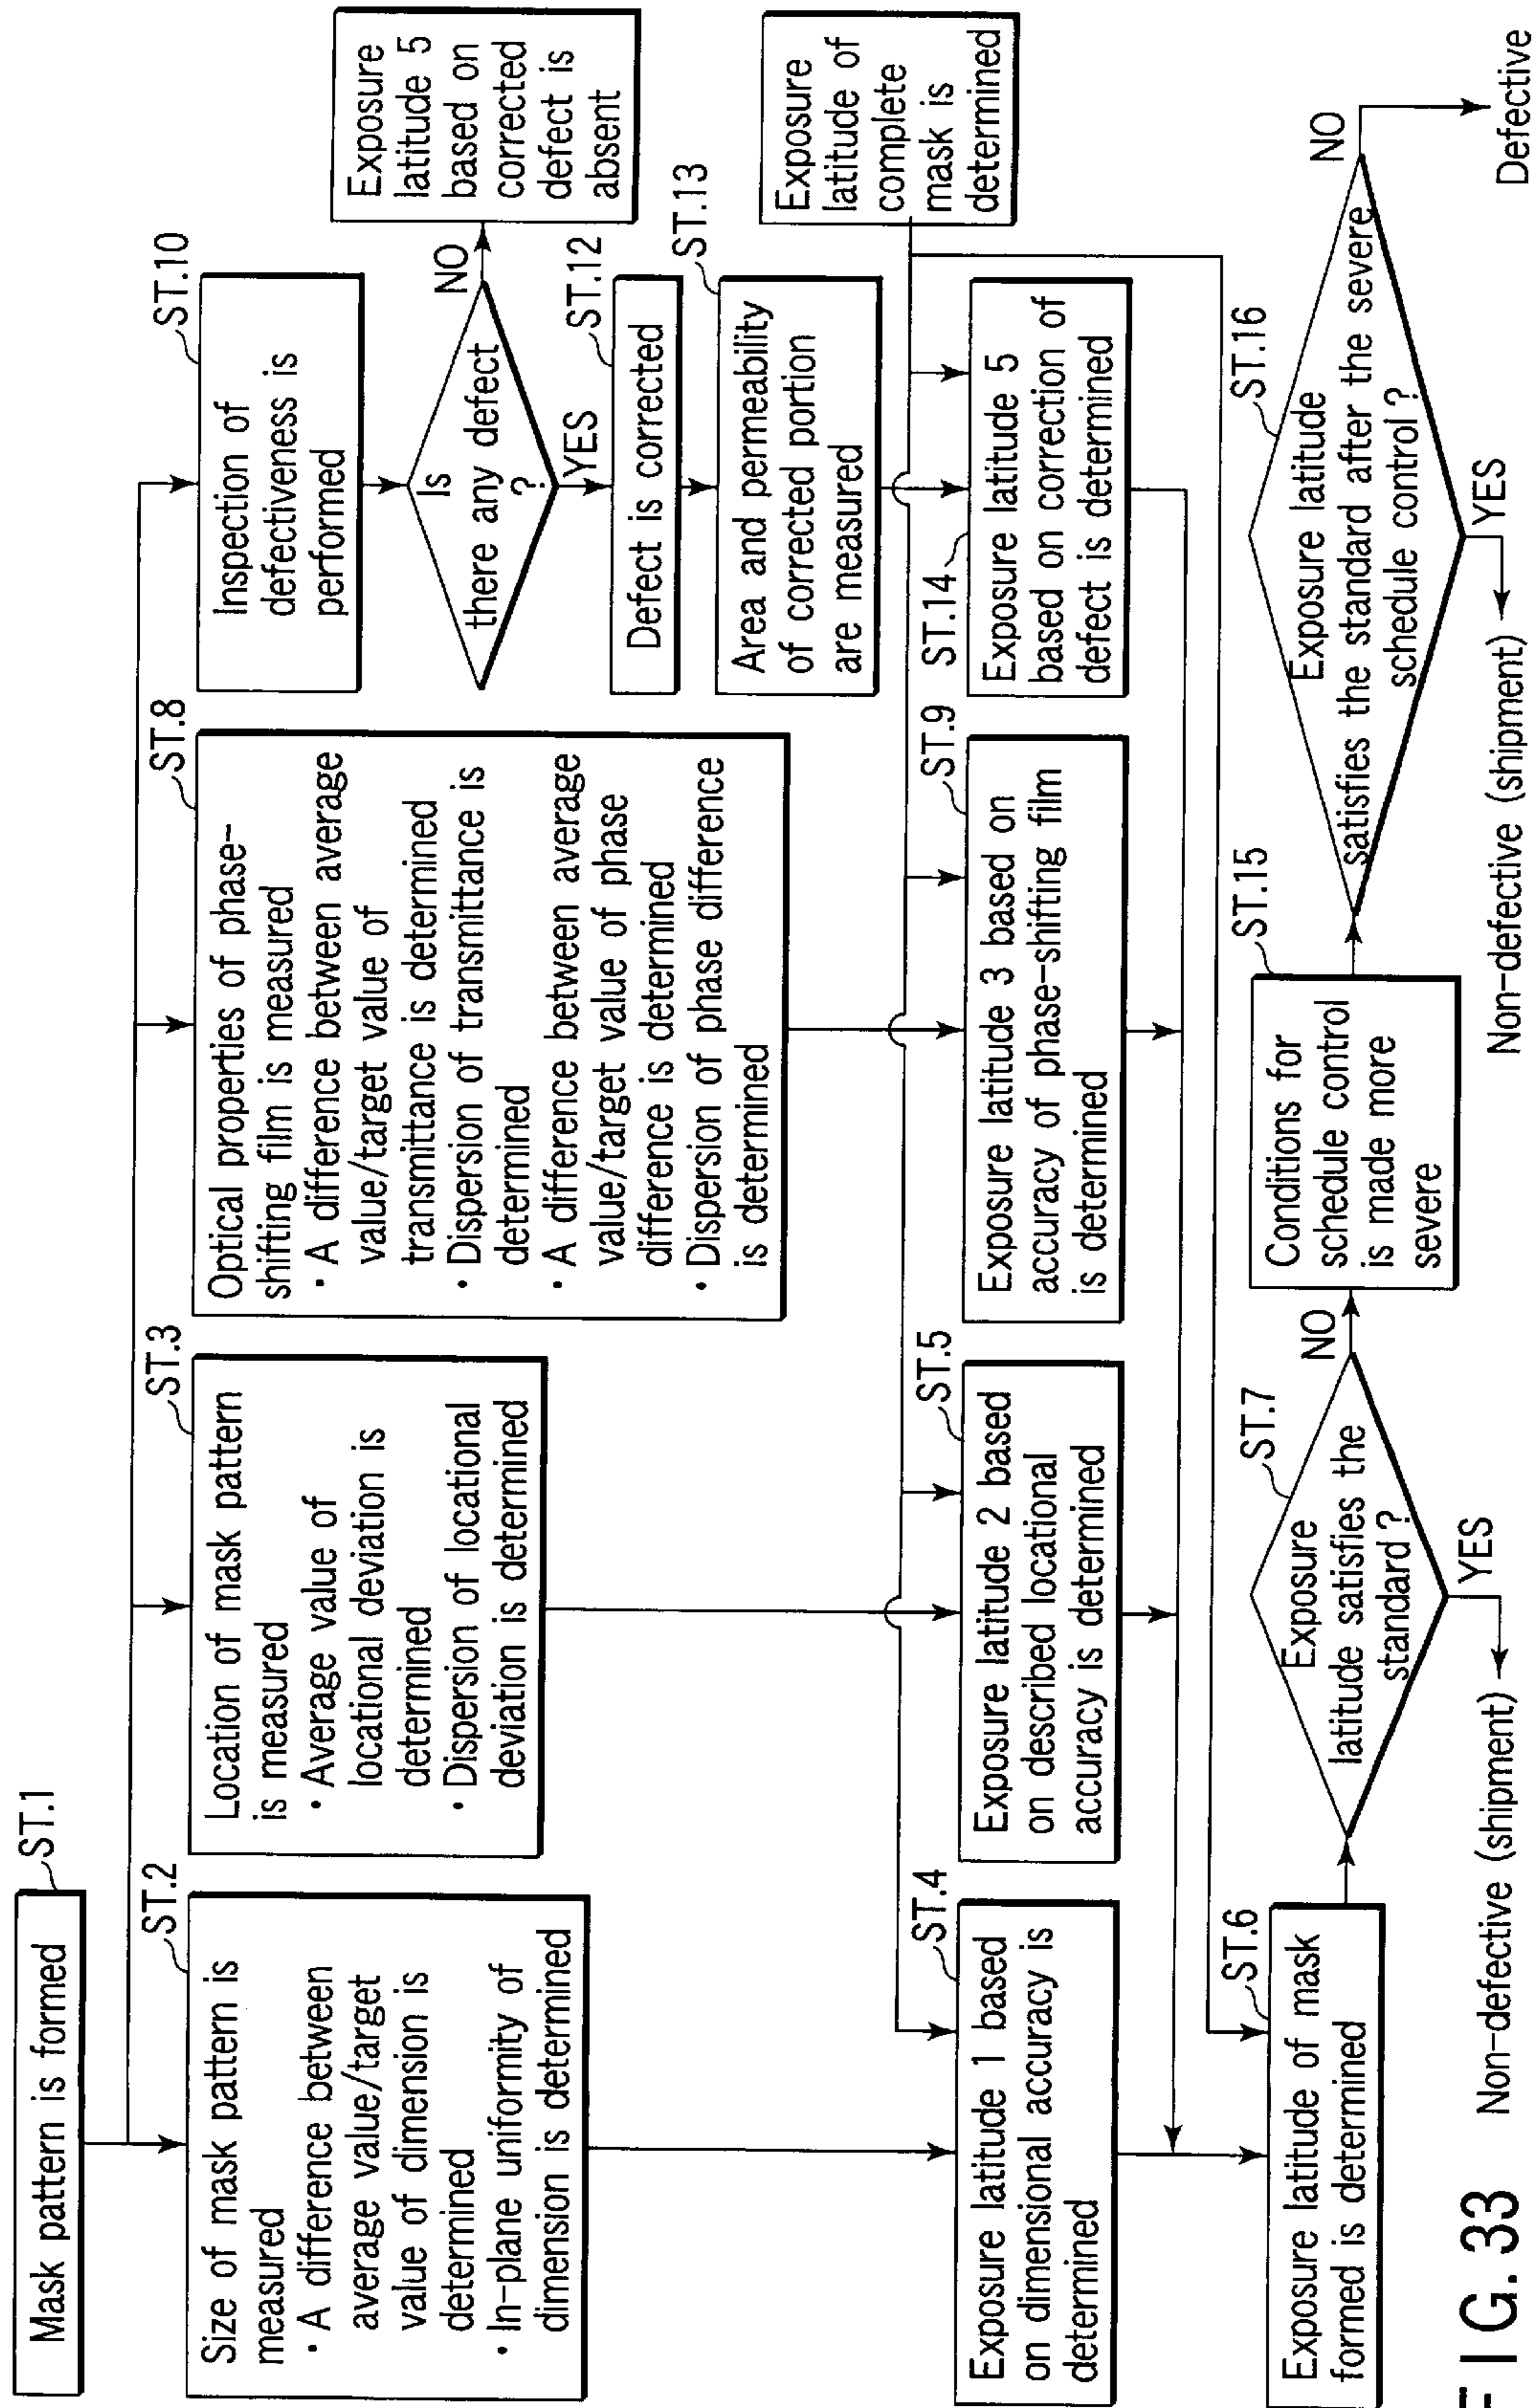 Mask pattern is formed
ST.1
ST.2
Size of mask pattern is
measured
• A difference between
average value/target
value of dimension is
determined
• In-plane uniformity of
dimension is determined
ST.3
Location of mask pattern
is measured
• Average value of
locational deviation is
determined
• Dispersion of locational
deviation is determined
ST.8
Optical properties of phase-
shifting film is measured
• A difference between average
value/target value of
transmittance is determined
• Dispersion of transmittance is
determined
• A difference between average
value/target value of phase
difference is determined
• Dispersion of phase difference
is determined
ST.10
Inspection of
defectiveness is
performed
Is
there any defect
?
NO
YES
Exposure
latitude 5
based on
corrected
defect is
absent
ST.12
Defect is corrected
ST.13
Area and permeability
of corrected portion
are measured
Exposure
latitude of
complete
mask is
determined
ST.4
Exposure latitude 1 based
on dimensional accuracy is
determined
ST.5
Exposure latitude 2 based
on described locational
accuracy is determined
ST.9
Exposure latitude 3 based on
accuracy of phase-shifting film
is determined
ST.14
Exposure latitude 5
based on correction of
defect is determined
ST.6
Exposure latitude of mask
formed is determined
ST.7
Exposure
latitude satisfies the
standard ?
NO
YES
Non-defective (shipment)
ST.15
Conditions for
schedule control
is made more
severe
ST.16
Exposure latitude
satisfies the standard after the severe
schedule control ?
NO
YES
Non-defective (shipment)
Defective
FIG. 33